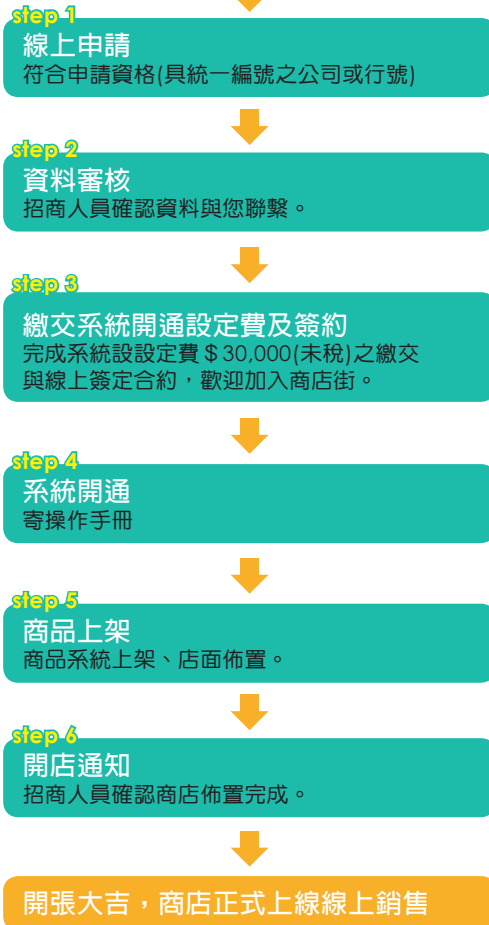 step 1
線上申請
符合申請資格(具統一編號之公司或行號)
step 2
資料審核
招商人員確認資料與您聯繫。
step 3
繳交系統開通設定費及簽約
完成系統設設定費＄30,000(未稅)之繳交
與線上簽定合約，歡迎加入商店街。
step 4
系統開通
寄操作手冊
step 5
商品上架
商品系統上架、店面佈置。
step 6
開店通知
招商人員確認商店佈置完成。
開張大吉，商店正式上線線上銷售